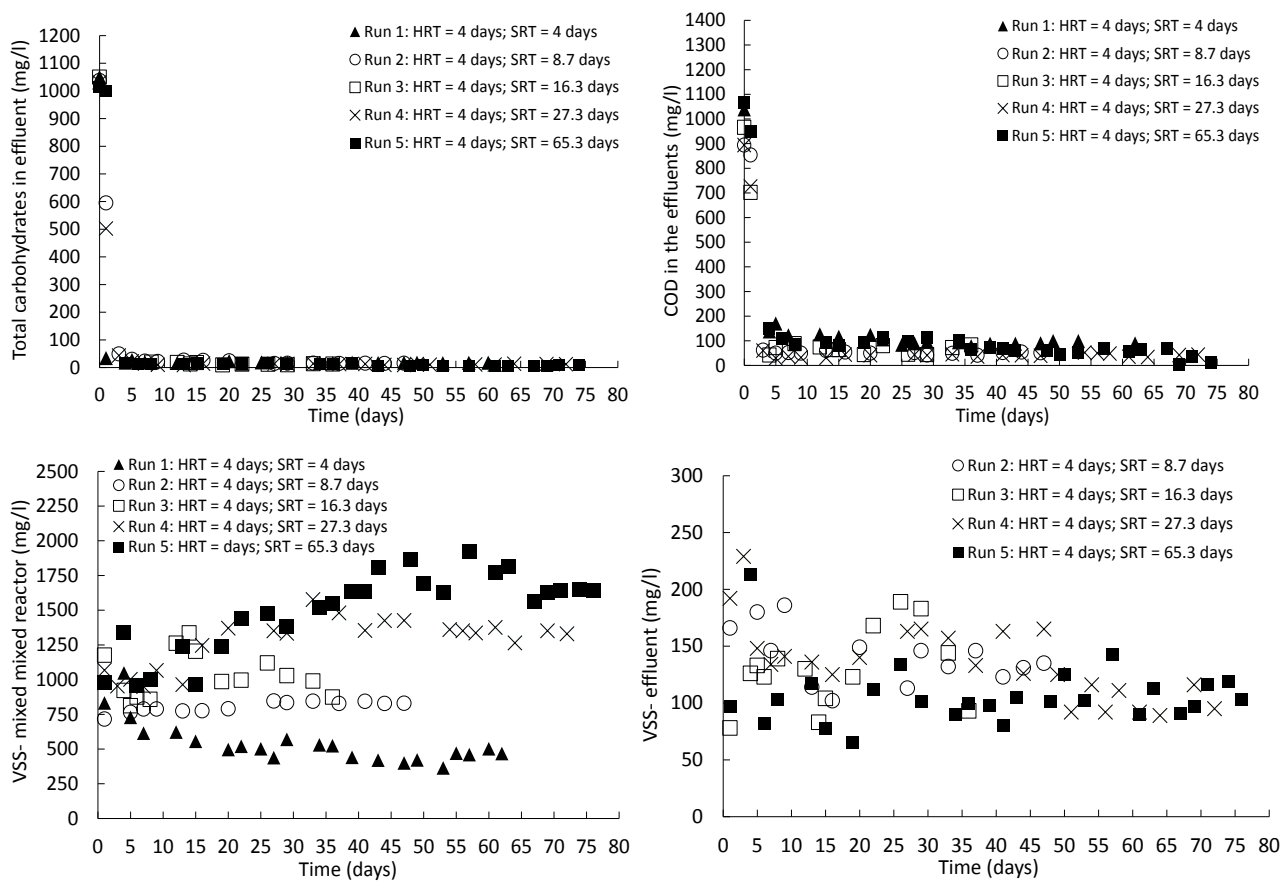 Total carbohydrates in effluent (mg/l)
1200
1100
1000
900
800
700
600
500
400
300
200
100
0
0 5 10 15 20 25 30 35 40 45 50 55 60 65 70 75 80
Time (days)
Run 1: HRT = 4 days; SRT = 4 days
Run 2: HRT = 4 days; SRT = 8.7 days
Run 3: HRT = 4 days; SRT = 16.3 days
Run 4: HRT = 4 days; SRT = 27.3 days
Run 5: HRT = 4 days; SRT = 65.3 days
COD in the effluents (mg/l)
1400
1300
1200
1100
1000
900
800
700
600
500
400
300
200
100
0
0 5 10 15 20 25 30 35 40 45 50 55 60 65 70 75 80
Time (days)
Run 1: HRT = 4 days; SRT = 4 days
Run 2: HRT = 4 days; SRT = 8.7 days
Run 3: HRT = 4 days; SRT = 16.3 days
Run 4: HRT = 4 days; SRT = 27.3 days
Run 5: HRT = 4 days; SRT = 65.3 days
VSS- mixed mixed reactor (mg/l)
2500
2250
2000
1750
1500
1250
1000
750
500
250
0
0 5 10 15 20 25 30 35 40 45 50 55 60 65 70 75 80
Time (days)
Run 1: HRT = 4 days; SRT = 4 days
Run 2: HRT = 4 days; SRT = 8.7 days
Run 3: HRT = 4 days; SRT = 16.3 days
Run 4: HRT = 4 days; SRT = 27.3 days
Run 5: HRT = days; SRT = 65.3 days
VSS- effluent (mg/l)
300
250
200
150
100
50
0
0 5 10 15 20 25 30 35 40 45 50 55 60 65 70 75 80
Time (days)
Run 2: HRT = 4 days; SRT = 8.7 days
Run 3: HRT = 4 days; SRT = 16.3 days
Run 4: HRT = 4 days; SRT = 27.3 days
Run 5: HRT = 4 days; SRT = 65.3 days